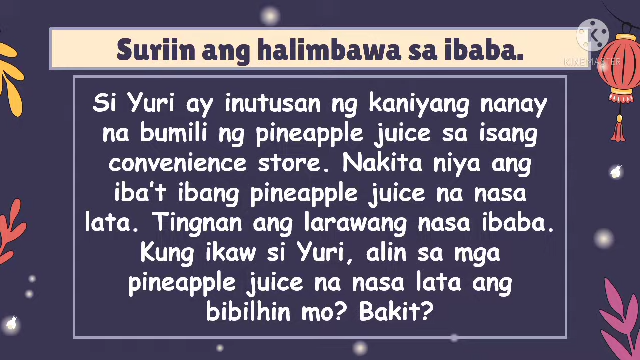 Suriin ang halimbawa sa ibaba.
KINEMASTER
Si Yuri ay inutusan ng kaniyang nanay
na bumili ng pineapple juice sa isang
convenience store. Nakita niya ang
iba't ibang pineapple juice na nasa
lata. Tingnan ang larawang nasa ibaba.
Kung ikaw si Yuri, alin sa mga
pineapple juice na nasa lata ang
bibilhin mo? Bakit?